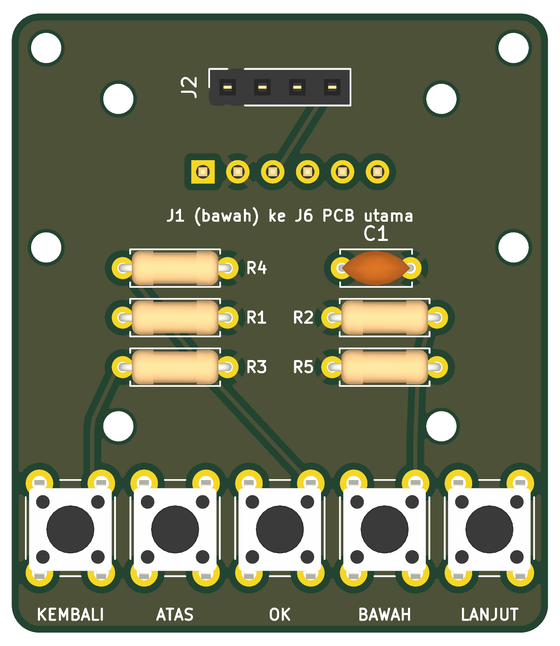 J2
J1 (bawah) ke J6 PCB utama
C1
R4
R1
R2
R3
R5
KEMBALI
ATAS
OK
BAWAH
LANJUT